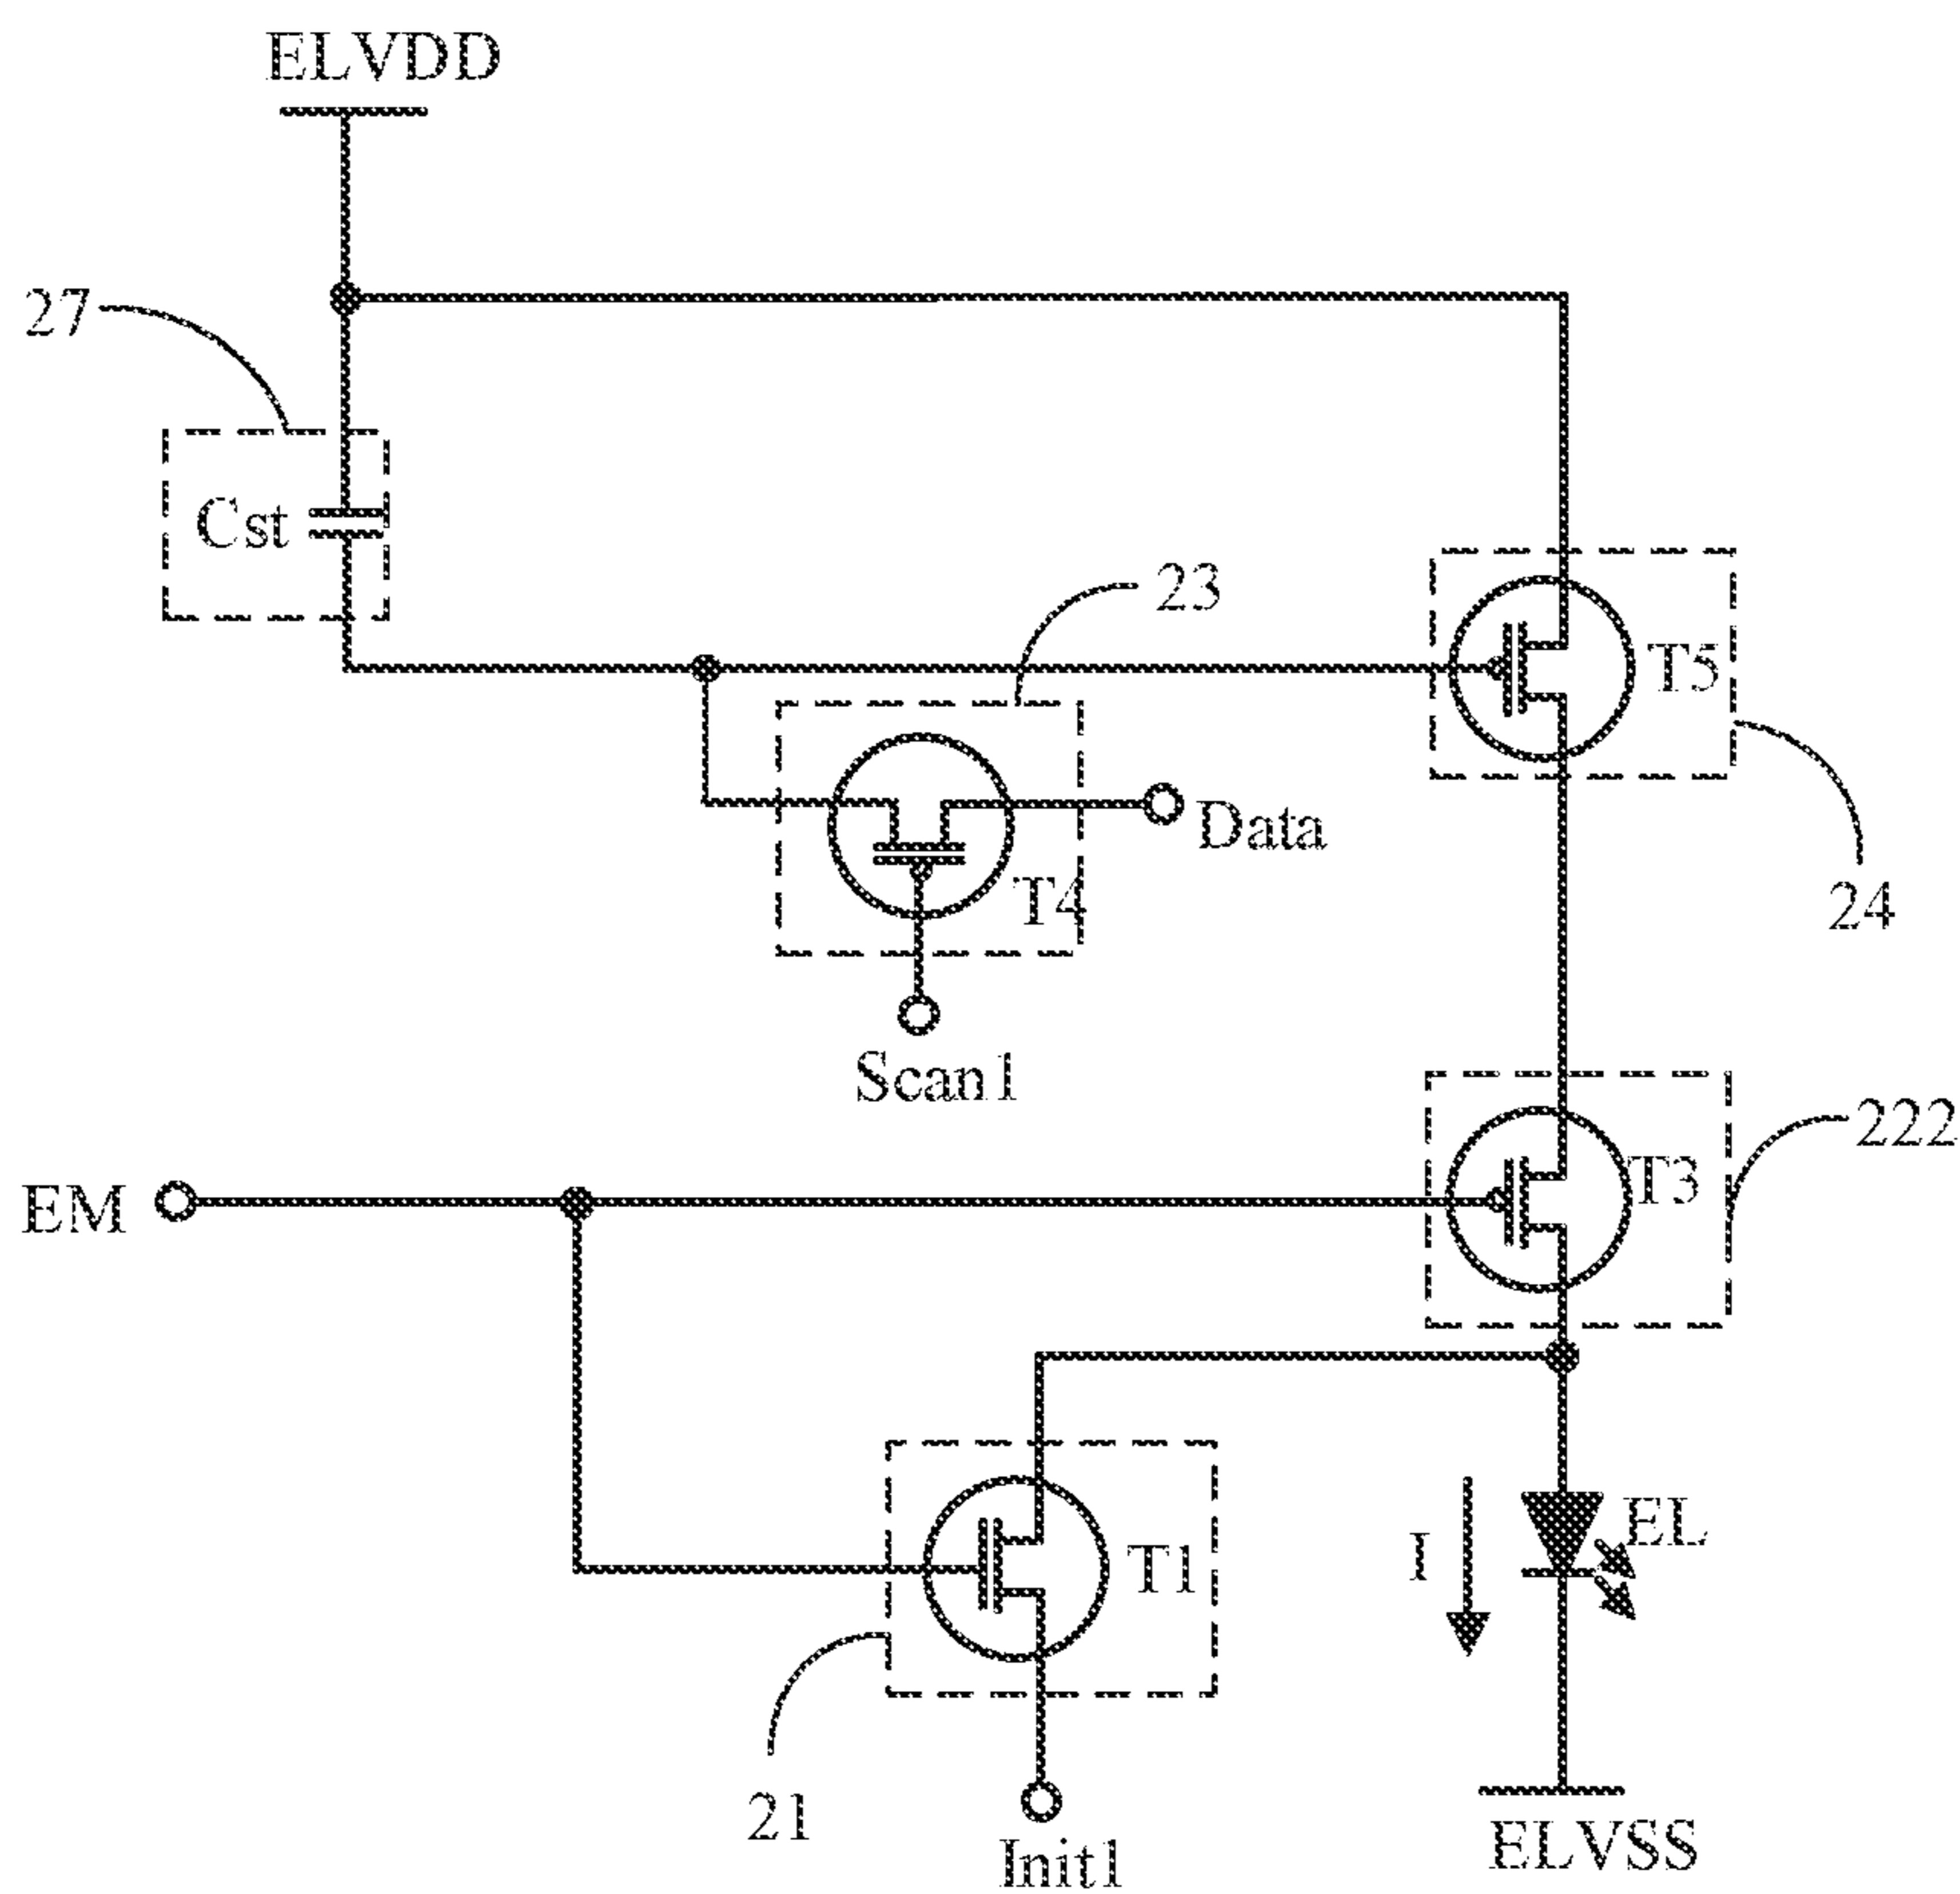 ELVDD
27
Cst
23
T5
Data
T4
24
Scan1
222
T3
EM
EL
I
T1
21
Init1
ELVSS